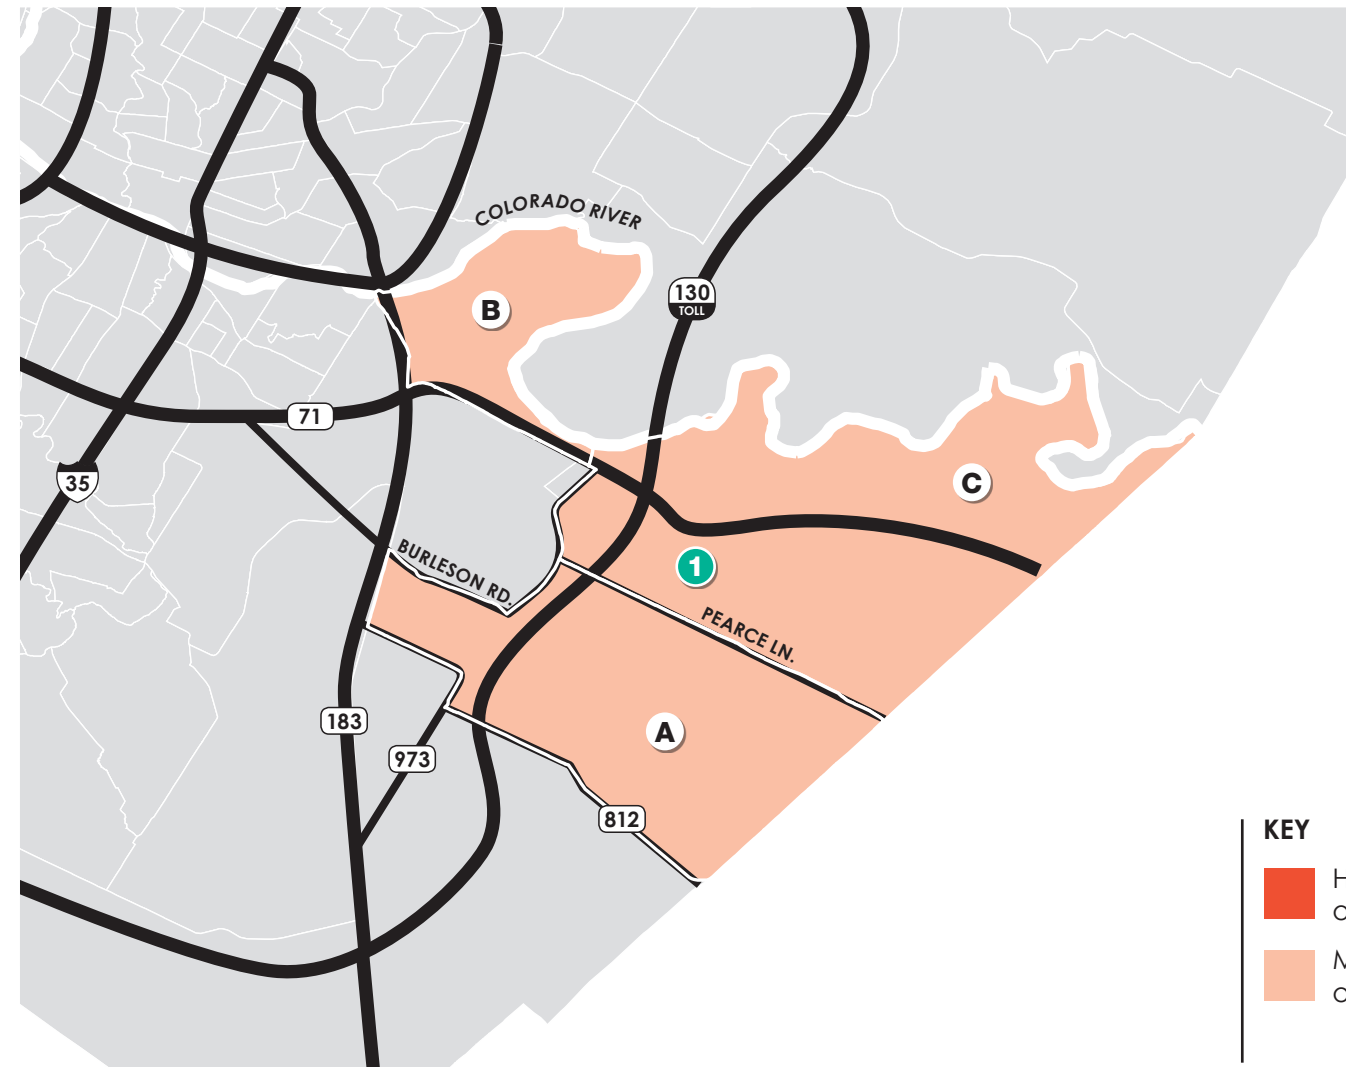 COLORADO RIVER
130
TOLL
B
71
35
C
BURLESON RD.
1
PEARCE LN.
183
A
973
812
KEY